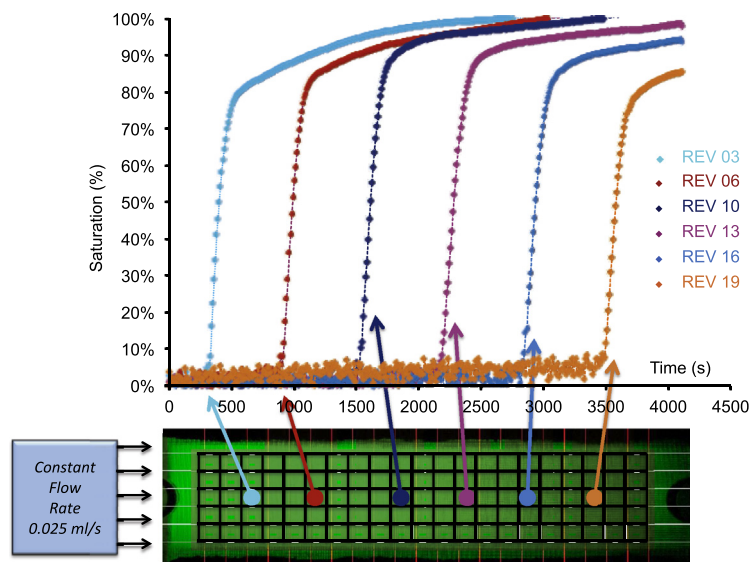 100%
90%
80%
70%
60%
50%
40%
30%
20%
10%
0%
Saturation (%)
REV 03
REV 06
REV 10
REV 13
REV 16
REV 19
Time (s)
0 500 1000 1500 2000 2500 3000 3500 4000 4500
Constant
Flow
Rate
0.025 ml/s